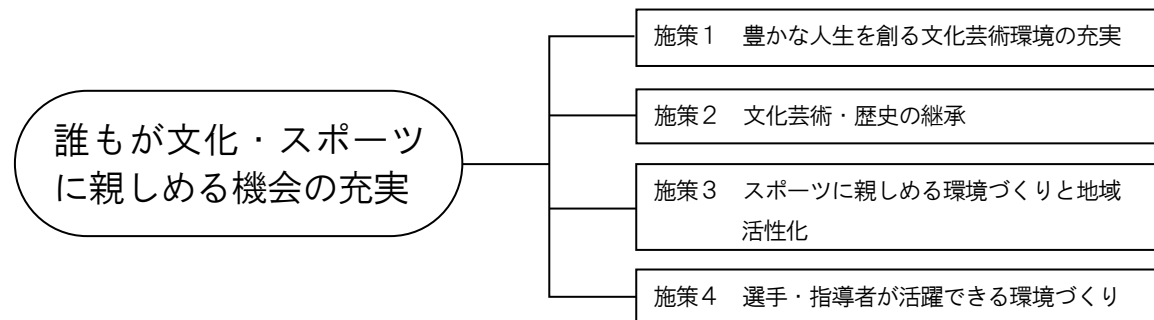 誰もが文化・スポーツ
に親しめる機会の充実
施策１　豊かな人生を創る文化芸術環境の充実
施策２　文化芸術・歴史の継承
施策３　スポーツに親しめる環境づくりと地域
活性化
施策４　選手・指導者が活躍できる環境づくり